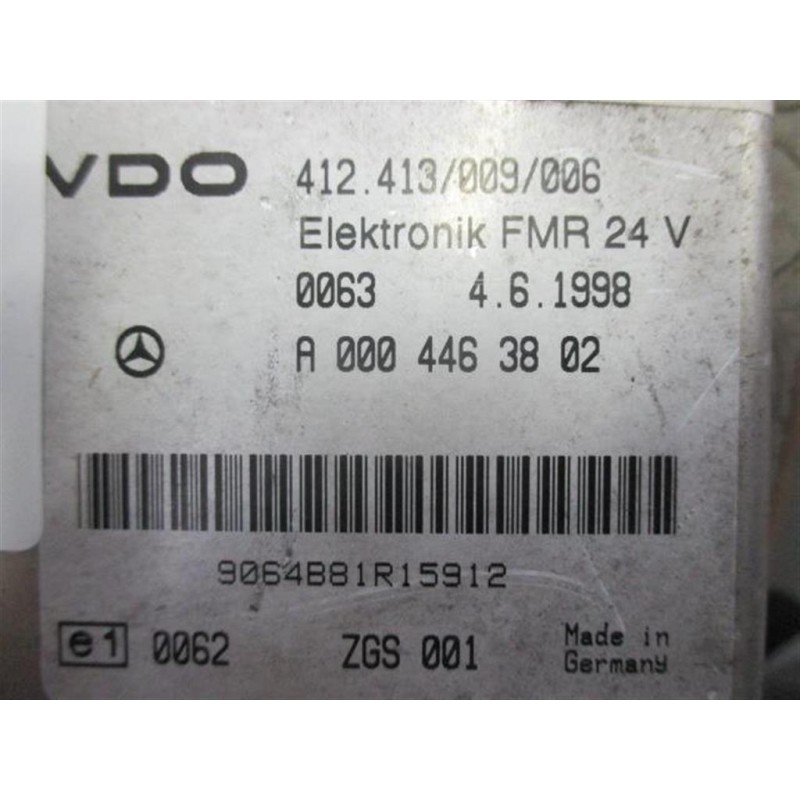 VDO 412.413/009/006
Elektronik FMR 24 V
0063 4.6.1998
A 000 446 38 02
9064B81R15912
e1 0062 ZGS 001 Made in
Germany